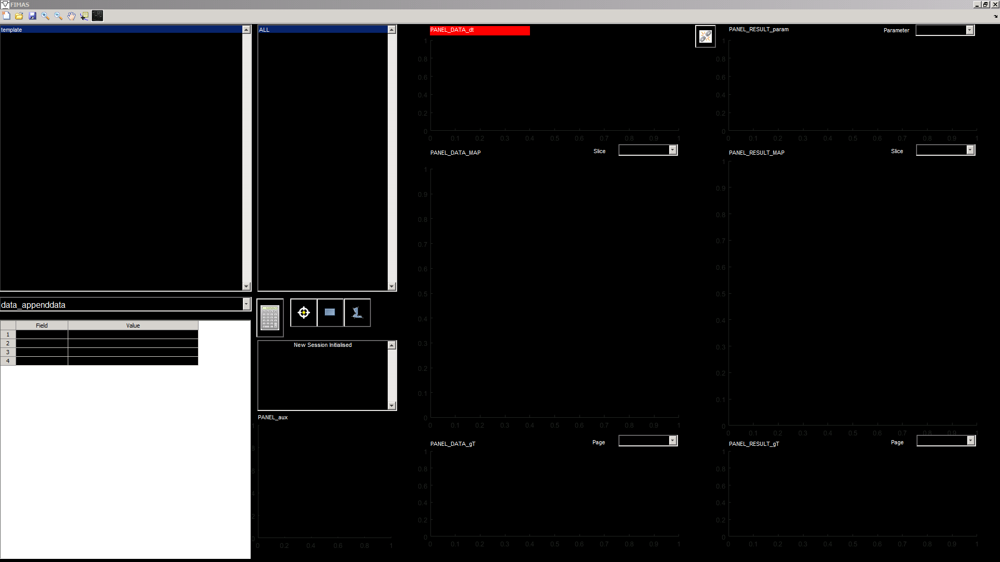 FIMAS
template
ALL
PANEL_DATA_dt
PANEL_RESULT_param
Parameter
1
0.8
0.6
0.4
0.2
0
0 0.1 0.2 0.3 0.4 0.5 0.6 0.7 0.8 0.9 1
1
0.8
0.6
0.4
0.2
0
0 0.1 0.2 0.3 0.4 0.5 0.6 0.7 0.8 0.9 1
PANEL_DATA_MAP
Slice
1
0.9
0.8
0.7
0.6
0.5
0.4
0.3
0.2
0.1
0
0 0.1 0.2 0.3 0.4 0.5 0.6 0.7 0.8 0.9 1
PANEL_RESULT_MAP
Slice
1
0.9
0.8
0.7
0.6
0.5
0.4
0.3
0.2
0.1
0
0 0.1 0.2 0.3 0.4 0.5 0.6 0.7 0.8 0.9 1
data_appenddata
Field Value
1
2
3
4
New Session Initialised
PANEL_aux
1
8
6
4
2
0
0 0.2 0.4 0.6 0.8 1
PANEL_DATA_gT
Page
1
0.8
0.6
0.4
0.2
0
0 0.1 0.2 0.3 0.4 0.5 0.6 0.7 0.8 0.9 1
PANEL_RESULT_gT
Page
1
0.8
0.6
0.4
0.2
0
0 0.1 0.2 0.3 0.4 0.5 0.6 0.7 0.8 0.9 1